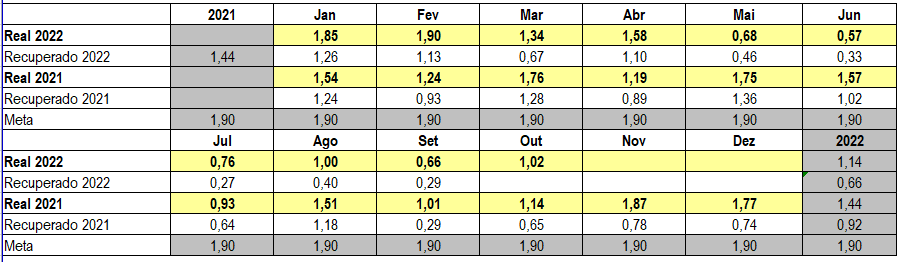 2021 Jan Fev Mar Abr Mai Jun
Real 2022 1,85 1,90 1,34 1,58 0,68 0,57
Recuperado 2022 1,44 1,26 1,13 0,67 1,10 0,46 0,33
Real 2021 1,54 1,24 1,76 1,19 1,75 1,57
Recuperado 2021 1,24 0,93 1,28 0,89 1,36 1,02
Meta 1,90 1,90 1,90 1,90 1,90 1,90 1,90
Jul Ago Set Out Nov Dez 2022
Real 2022 0,76 1,00 0,66 1,02 1,14
Recuperado 2022 0,27 0,40 0,29 0,66
Real 2021 0,93 1,51 1,01 1,14 1,87 1,77 1,44
Recuperado 2021 0,64 1,18 0,29 0,65 0,78 0,74 0,92
Meta 1,90 1,90 1,90 1,90 1,90 1,90 1,90